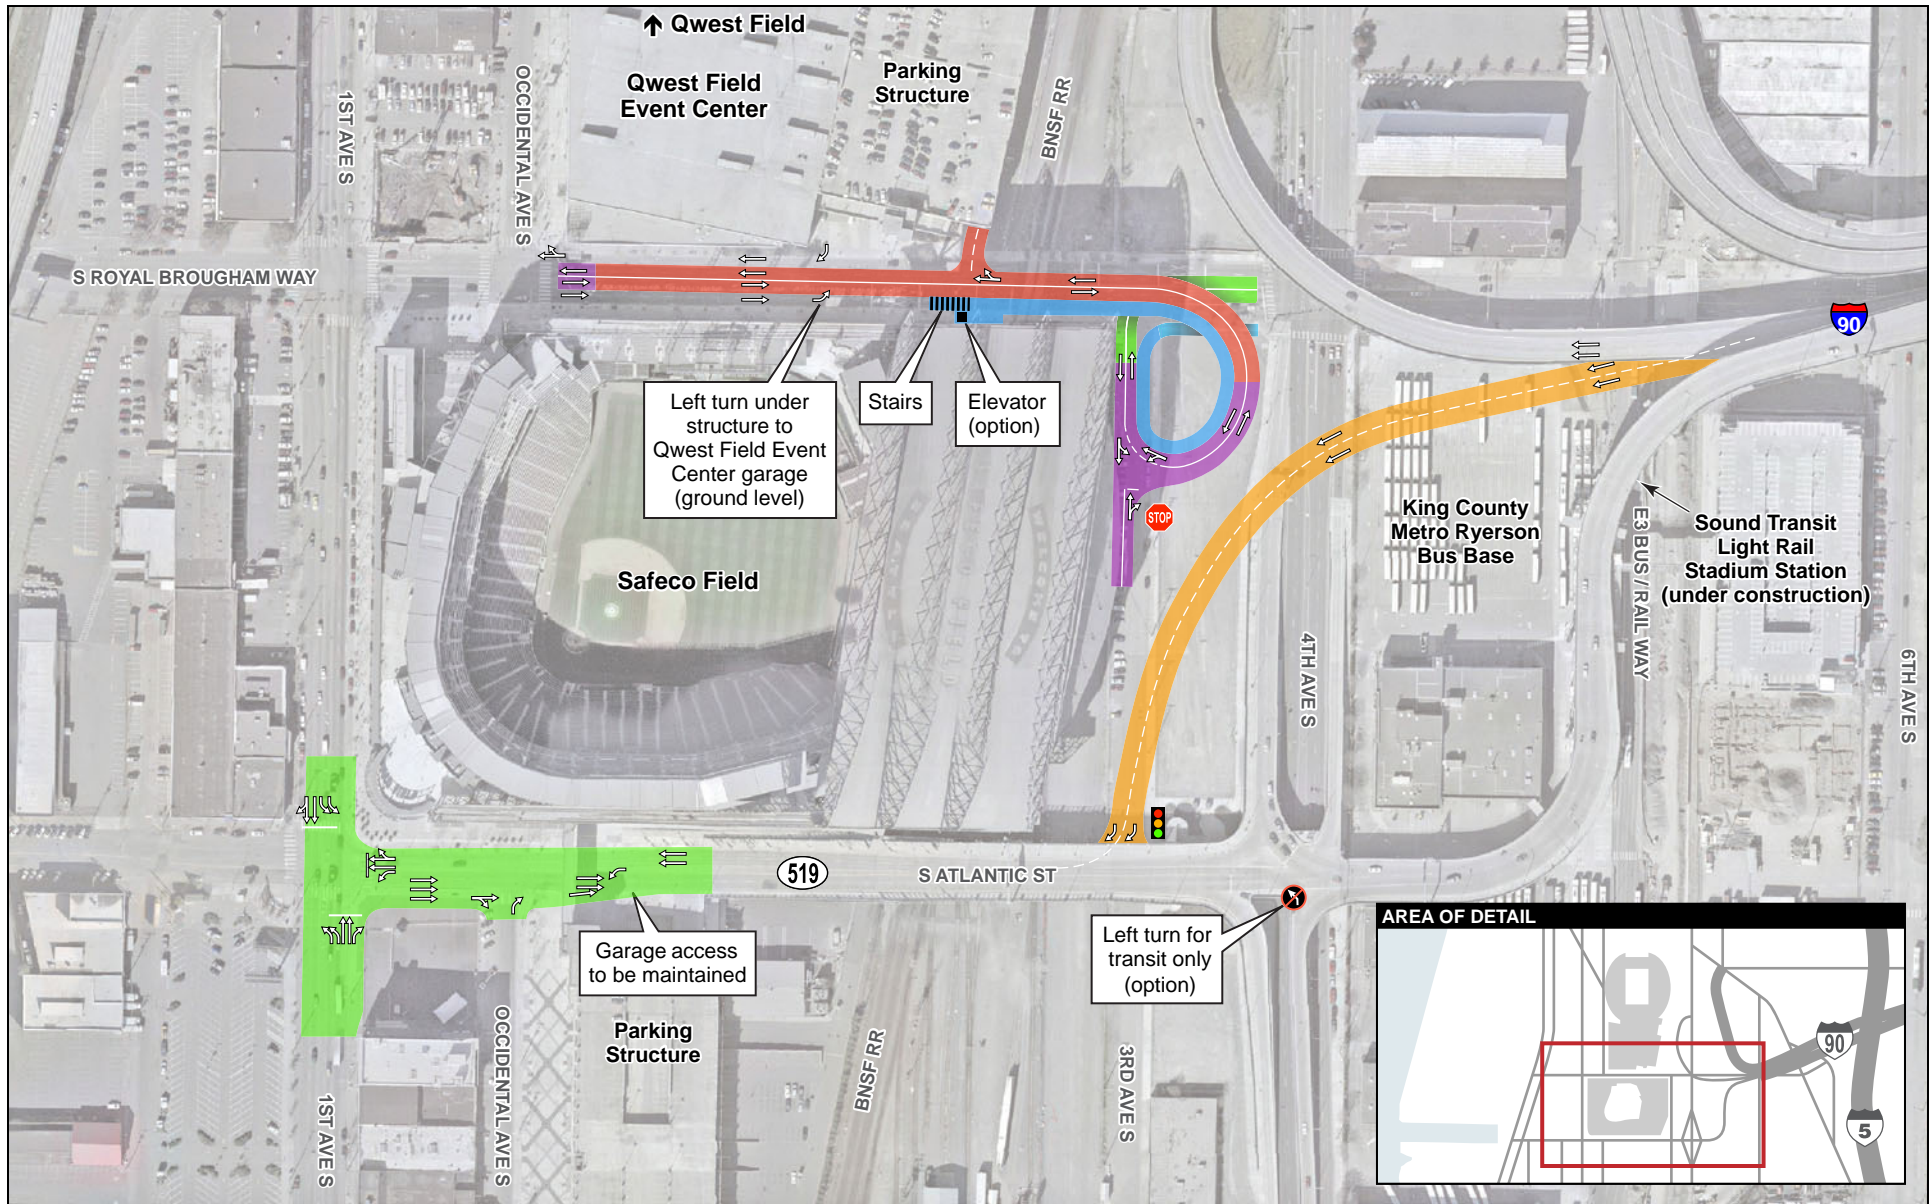 ↑ Qwest Field
Qwest Field
Event Center
Parking
Structure
BNSF RR
1ST AVE S
OCCIDENTAL AVE S
S ROYAL BROUGHAM WAY
90
Left turn under
structure to
Qwest Field Event
Center garage
(ground level)
Stairs
Elevator
(option)
STOP
King County
Metro Ryerson
Bus Base
E3 BUS / RAIL WAY
Sound Transit
Light Rail
Stadium Station
(under construction)
Safeco Field
4TH AVE S
6TH AVE S
519
S ATLANTIC ST
Garage access
to be maintained
Left turn for
transit only
(option)
Parking
Structure
1ST AVE S
OCCIDENTAL AVE S
BNSF RR
3RD AVE S
AREA OF DETAIL
90
5